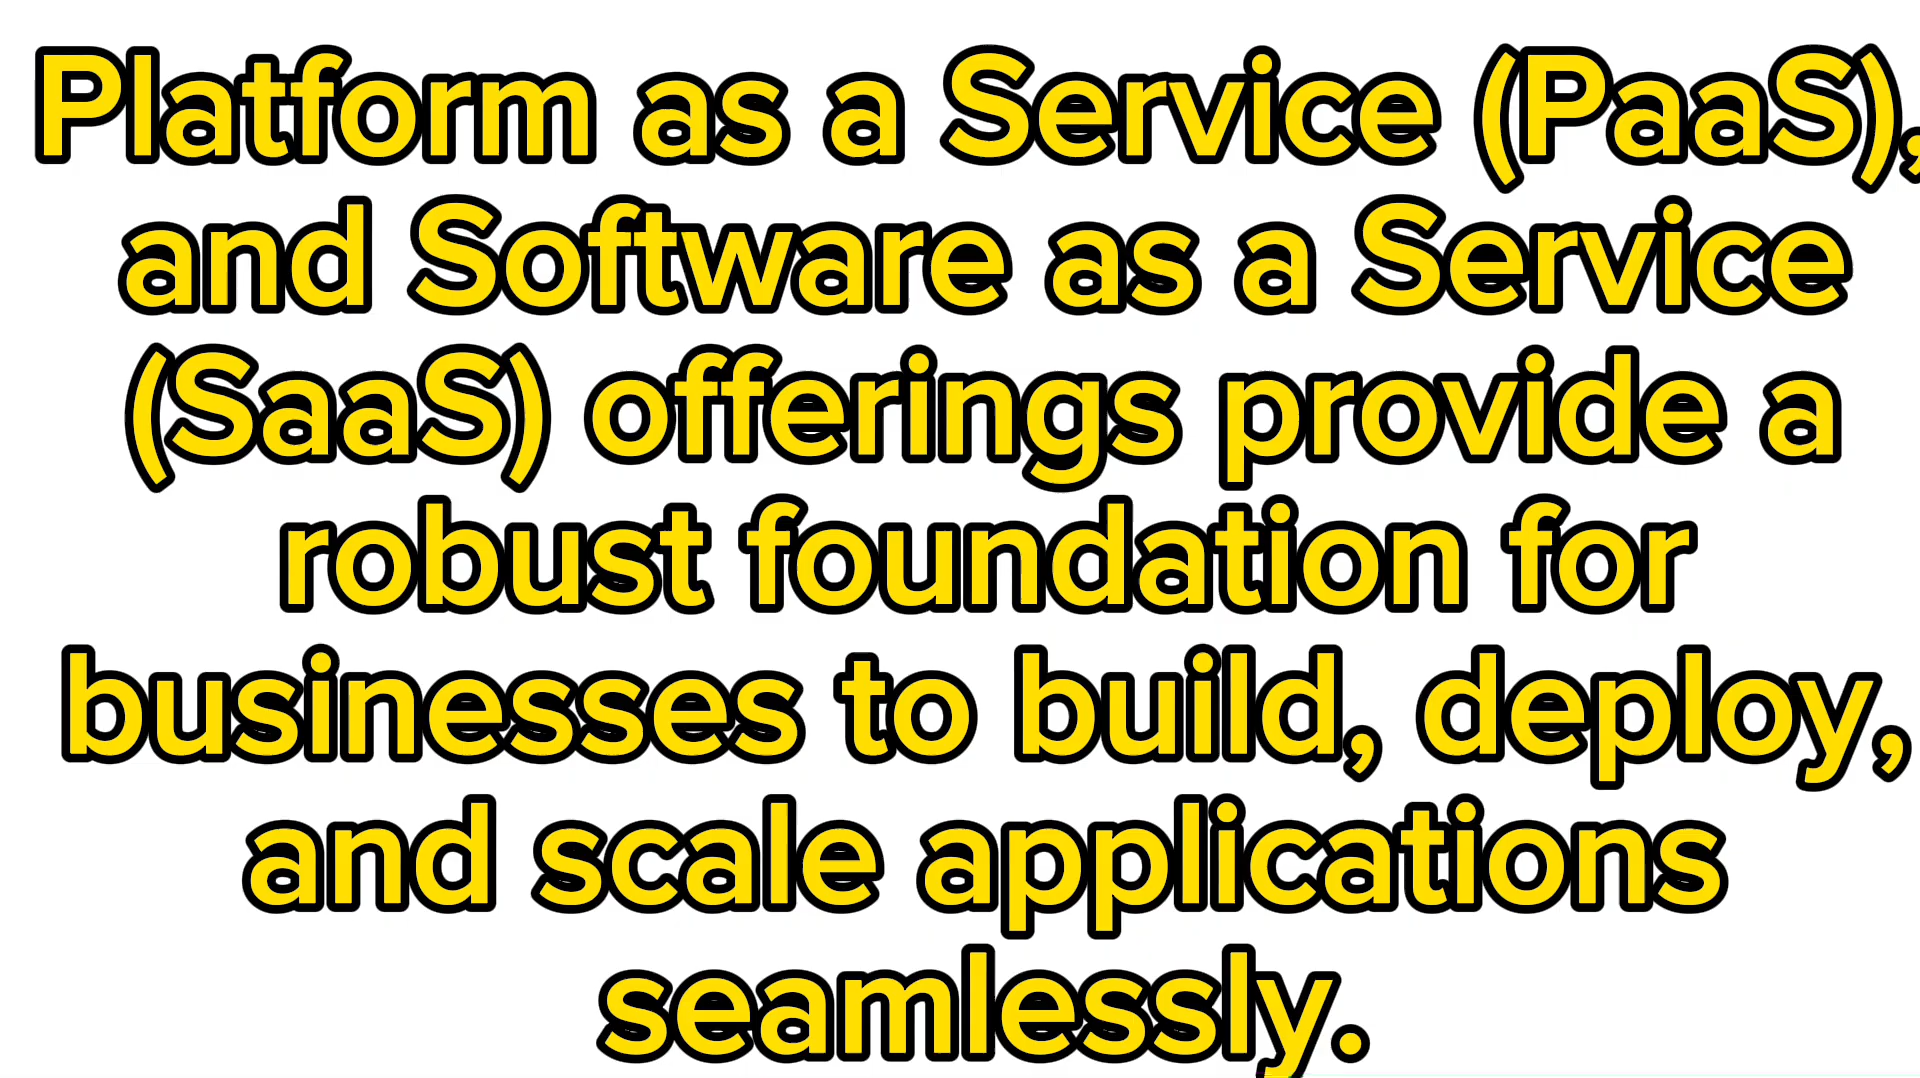 Platform as a Service (PaaS),
and Software as a Service
(SaaS) offerings provide a
robust foundation for
businesses to build, deploy,
and scale applications
seamlessly.